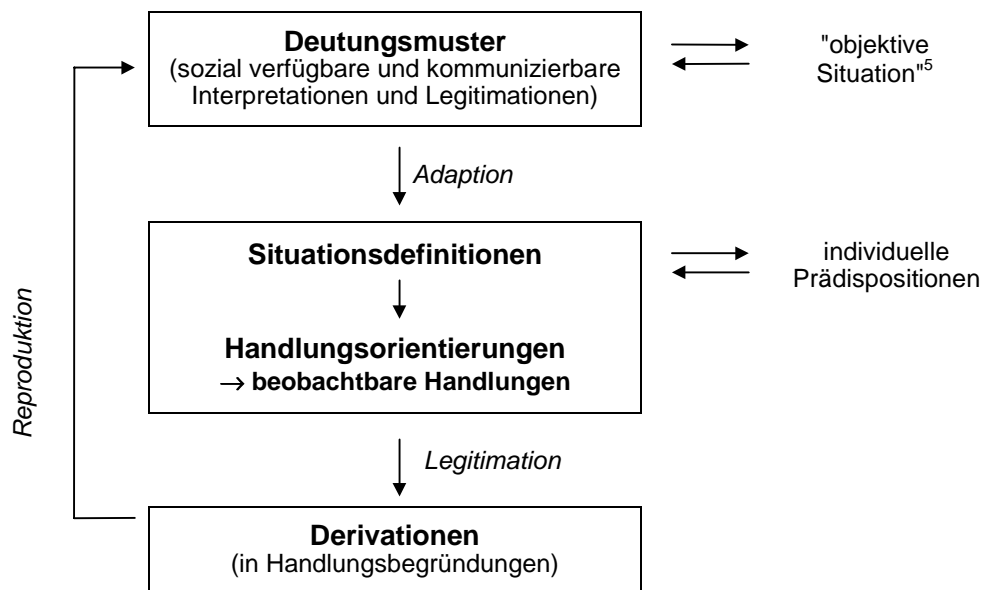 Deutungsmuster
(sozial verfügbare und kommunizierbare
Interpretationen und Legitimationen)
"objektive
Situation"⁵
Adaption
Situationsdefinitionen
individuelle
Prädispositionen
Handlungsorientierungen
→ beobachtbare Handlungen
Reproduktion
Legitimation
Derivationen
(in Handlungsbegründungen)